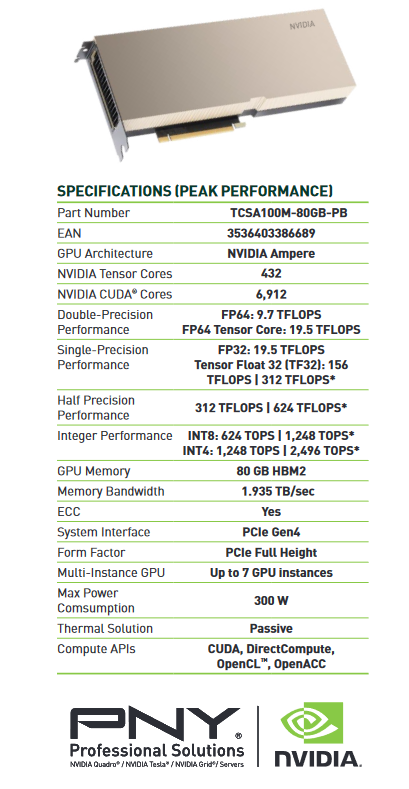 NVIDIA
SPECIFICATIONS (PEAK PERFORMANCE)
Part Number TCSA100M-80GB-PB
EAN 3536403386689
GPU Architecture NVIDIA Ampere
NVIDIA Tensor Cores 432
NVIDIA CUDA® Cores 6,912
Double-Precision FP64: 9.7 TFLOPS
Performance FP64 Tensor Core: 19.5 TFLOPS
Single-Precision FP32: 19.5 TFLOPS
Performance Tensor Float 32 (TF32): 156
TFLOPS | 312 TFLOPS*
Half Precision
Performance 312 TFLOPS | 624 TFLOPS*
Integer Performance INT8: 624 TOPS | 1,248 TOPS*
INT4: 1,248 TOPS | 2,496 TOPS*
GPU Memory 80 GB HBM2
Memory Bandwidth 1.935 TB/sec
ECC Yes
System Interface PCIe Gen4
Form Factor PCIe Full Height
Multi-Instance GPU Up to 7 GPU instances
Max Power
Comsumption 300 W
Thermal Solution Passive
Compute APIs CUDA, DirectCompute,
OpenCL™, OpenACC
PNY®
Professional Solutions
NVIDIA Quadro® / NVIDIA Tesla® / NVIDIA Grid®/ Servers
NVIDIA.